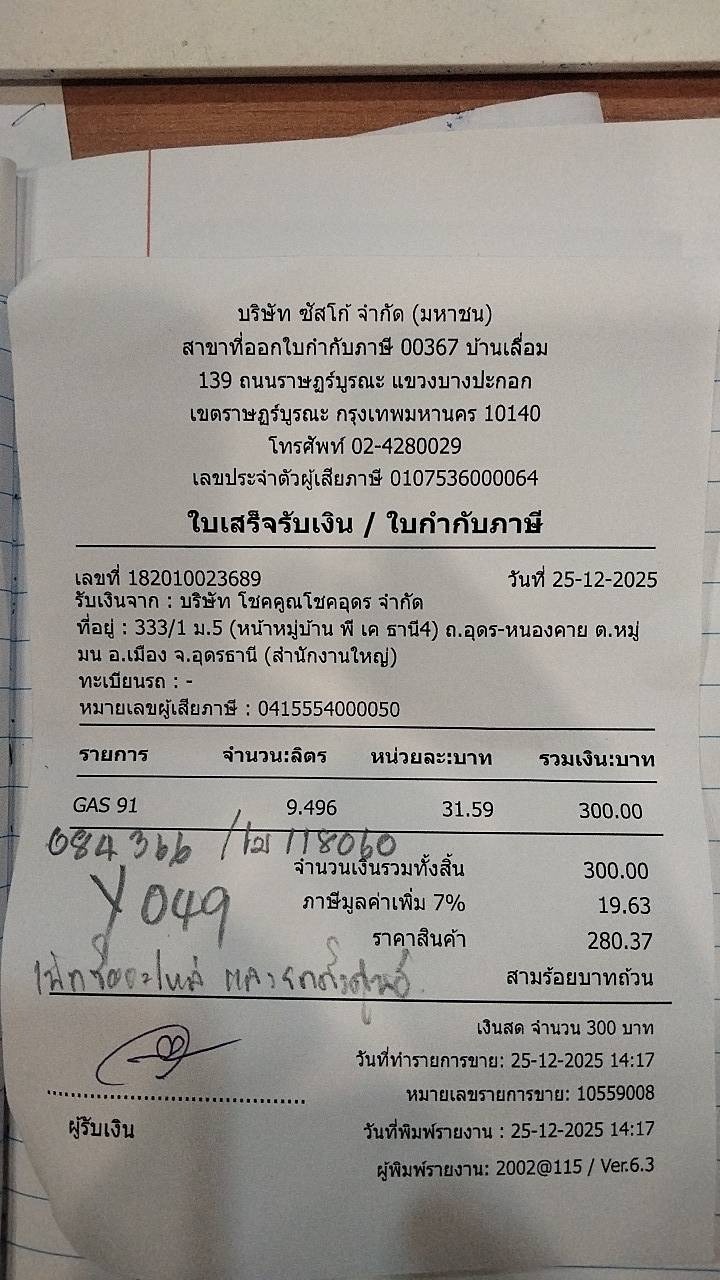 บริษัท ซัสโก้ จำกัด (มหาชน)
สาขาที่ออกใบกำกับภาษี 00367 บ้านเลื่อม
139 ถนนราษฎร์บูรณะ แขวงบางปะกอก
เขตราษฎร์บูรณะ กรุงเทพมหานคร 10140
โทรศัพท์ 02-4280029
เลขประจำตัวผู้เสียภาษี 0107536000064
ใบเสร็จรับเงิน / ใบกำกับภาษี
เลขที่ 182010023689 วันที่ 25-12-2025
รับเงินจาก : บริษัท โชคคูณโชคอุดร จำกัด
ที่อยู่ : 333/1 ม.5 (หน้าหมู่บ้าน พี เค ธานี4) ถ.อุดร-หนองคาย ต.หมู่
มน อ.เมือง จ.อุดรธานี (สำนักงานใหญ่)
ทะเบียนรถ : -
หมายเลขผู้เสียภาษี : 0415554000050
รายการ จำนวน:ลิตร หน่วยละ:บาท รวมเงิน:บาท
GAS 91 9.496 31.59 300.00
084366 / ไม 118060
จำนวนเงินรวมทั้งสิ้น 300.00
Y 049
ภาษีมูลค่าเพิ่ม 7% 19.63
ราคาสินค้า 280.37
สามร้อยบาทถ้วน
เงินสด จำนวน 300 บาท
วันที่ทำรายการขาย: 25-12-2025 14:17
หมายเลขรายการขาย: 10559008
ผู้รับเงิน วันที่พิมพ์รายงาน : 25-12-2025 14:17
ผู้พิมพ์รายงาน: 2002@115 / Ver.6.3